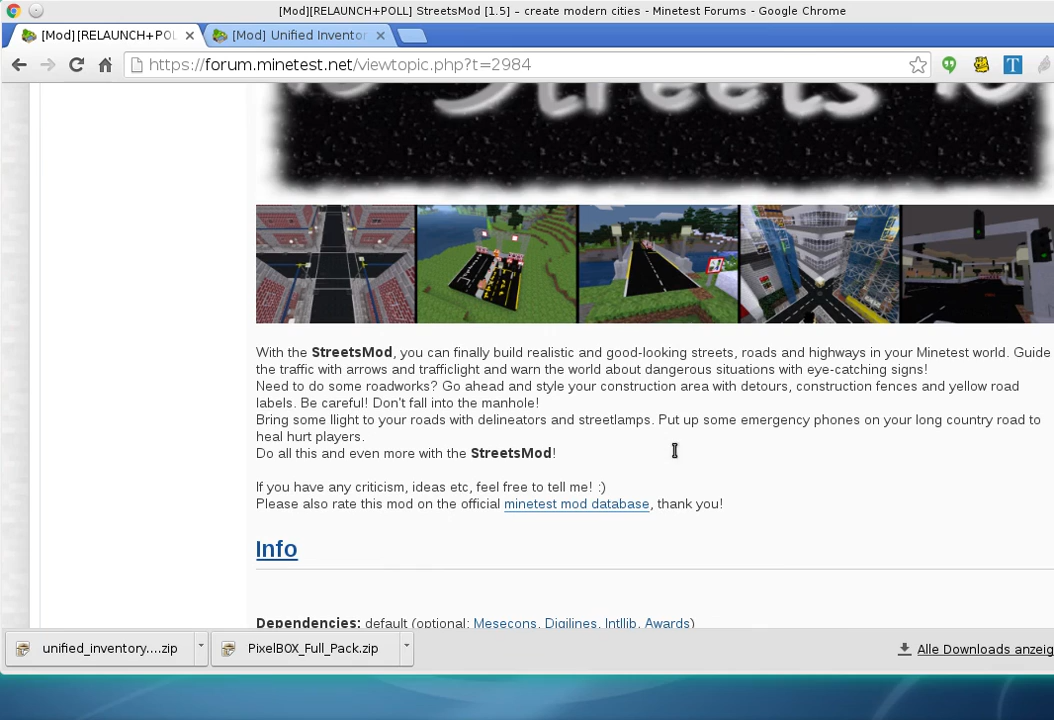 [Mod][RELAUNCH+POLL] StreetsMod [1.5] – create modern cities - Minetest Forums - Google Chrome
[Mod][RELAUNCH+POL
[Mod] Unified Invento
https://forum.minetest.net/viewtopic.php?t=2984
T
Streets
With the StreetsMod, you can finally build realistic and good-looking streets, roads and highways in your Minetest world. Guide
the traffic with arrows and trafficlight and warn the world about dangerous situations with eye-catching signs!
Need to do some roadworks? Go ahead and style your construction area with detours, construction fences and yellow road
labels. Be careful! Don't fall into the manhole!
Bring some llight to your roads with delineators and streetlamps. Put up some emergency phones on your long country road to
heal hurt players.
Do all this and even more with the StreetsMod!
If you have any criticism, ideas etc, feel free to tell me! :)
Please also rate this mod on the official minetest mod database, thank you!
Info
Dependencies: default (optional: Mesecons, Digilines, Intllib, Awards)
unified_inventory....zip
PixelBOX_Full_Pack.zip
Alle Downloads anzeig